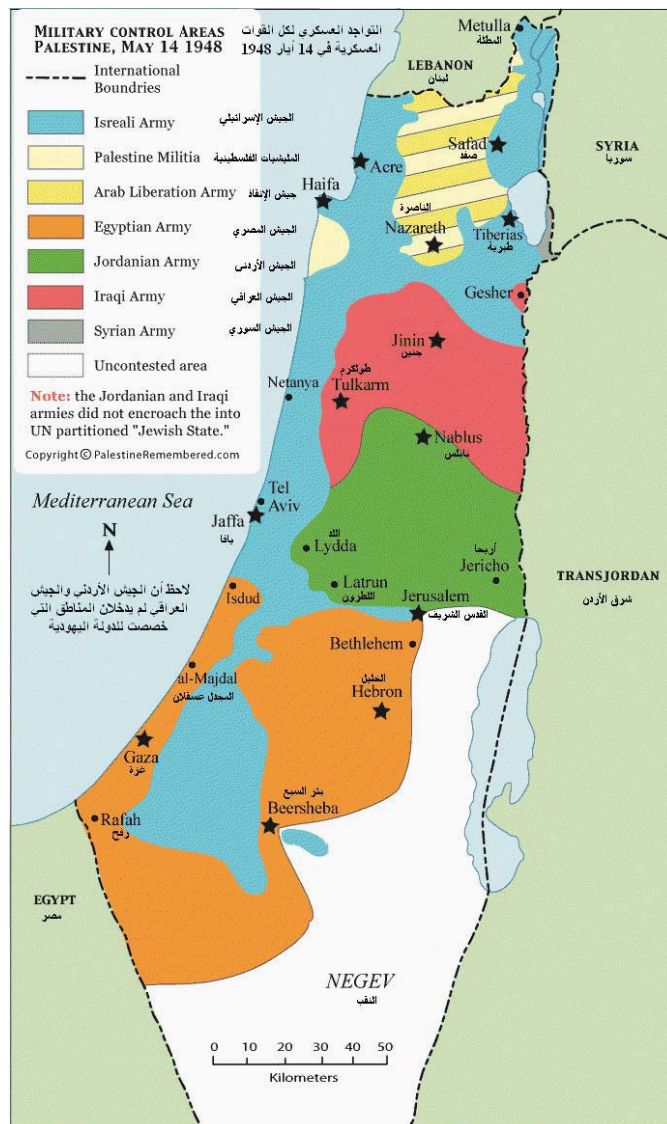 MILITARY CONTROL AREAS
PALESTINE, MAY 14 1948
التواجد العسكري لكل القوات
العسكرية في 14 أيار 1948
International
Boundries
Isreali Army الجيش الإسرائيلي
Palestine Militia المليشيات الفلسطينية
Arab Liberation Army جيش الإنقاذ
Egyptian Army الجيش المصري
Jordanian Army الجيش الأردني
Iraqi Army الجيش العراقي
Syrian Army الجيش السوري
Uncontested area
Note: the Jordanian and Iraqi
armies did not encroach the into
UN partitioned "Jewish State."
Copyright © PalestineRemembered.com
Metulla
المطلة
LEBANON
لبنان
SYRIA
سوريا
Safad
صفد
Acre
Haifa
الناصرة
Nazareth
Tiberias
طبرية
Gesher
Jinin
جنين
طولكرم
Tulkarm
Netanya
Nablus
نابلس
Mediterranean Sea
Tel
Aviv
Jaffa
يافا
N
اللد
Lydda
أريحا
Jericho
Latrun
اللطرون
TRANSJORDAN
شرق الأردن
لاحظ أن الجيش الأردني والجيش
العراقي لم يدخلان المناطق التي
خصصت للدولة اليهودية
Isdud
Jerusalem
القدس الشريف
Bethlehem
al-Majdal
المجدل عسقلان
الخليل
Hebron
Gaza
غزة
بئر السبع
Beersheba
Rafah
رفح
EGYPT
مصر
NEGEV
النقب
0 10 20 30 40 50
Kilometers